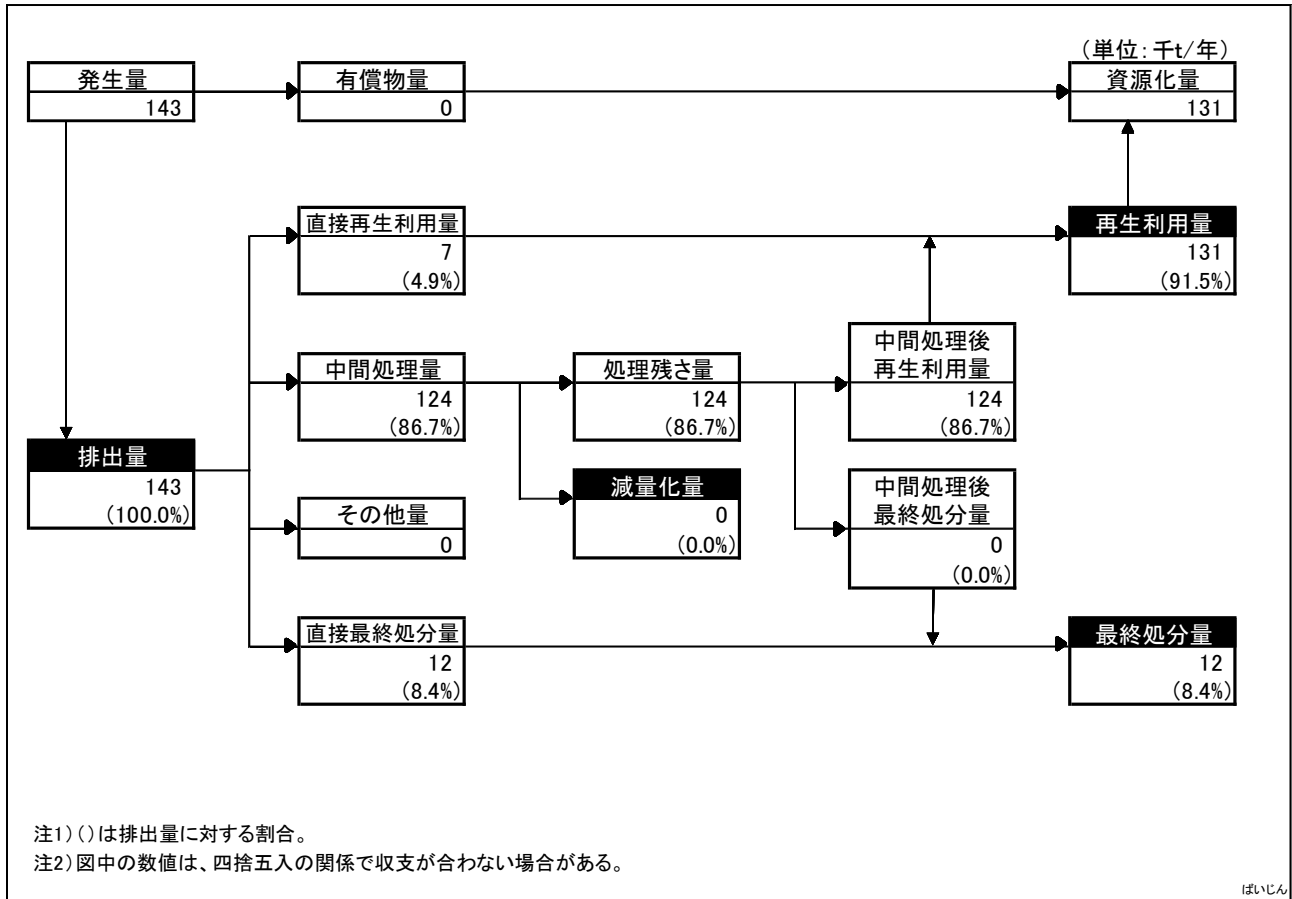 (単位:千t/年)
発生量
143
有償物量
0
資源化量
131
直接再生利用量
7
(4.9%)
再生利用量
131
(91.5%)
中間処理量
124
(86.7%)
処理残さ量
124
(86.7%)
中間処理後
再生利用量
124
(86.7%)
排出量
143
(100.0%)
減量化量
0
(0.0%)
中間処理後
最終処分量
0
(0.0%)
その他量
0
直接最終処分量
12
(8.4%)
最終処分量
12
(8.4%)
注1)()は排出量に対する割合。
注2)図中の数値は、四捨五入の関係で収支が合わない場合がある。
ばいじん